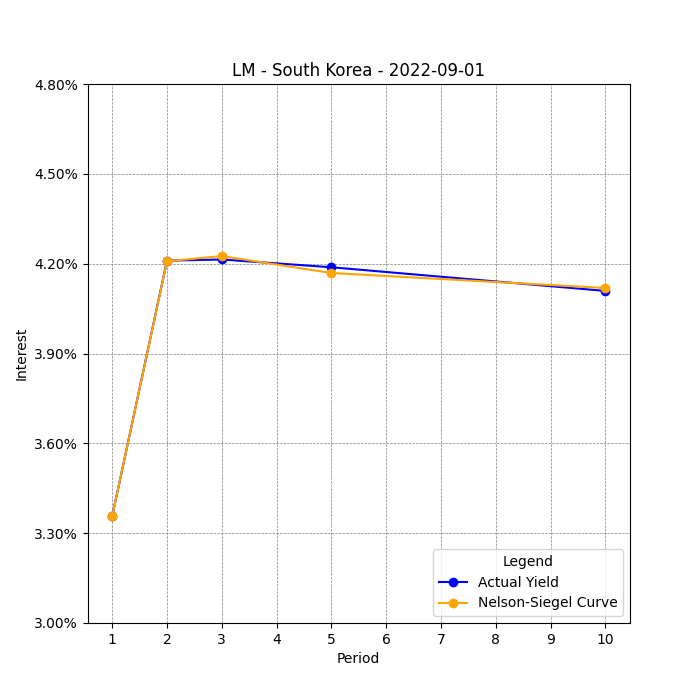 LM - South Korea - 2022-09-01
4.80%
4.50%
4.20%
3.90%
3.60%
3.30%
3.00%
Interest
Legend
Actual Yield
Nelson-Siegel Curve
1 2 3 4 5 6 7 8 9 10
Period